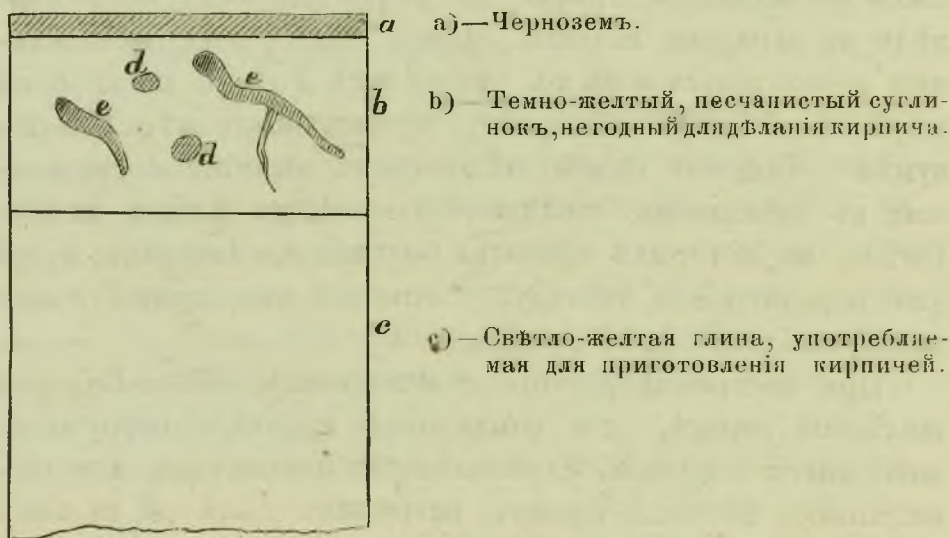 a
a)—Черноземъ.
d
e
b
b) — Темно-желтый, песчанистый сугли-
нокъ, негодный для дѣланія кирпича.
e
d
c
c) — Свѣтло-желтая глина, употребляе-
мая для приготовленія кирпичей.